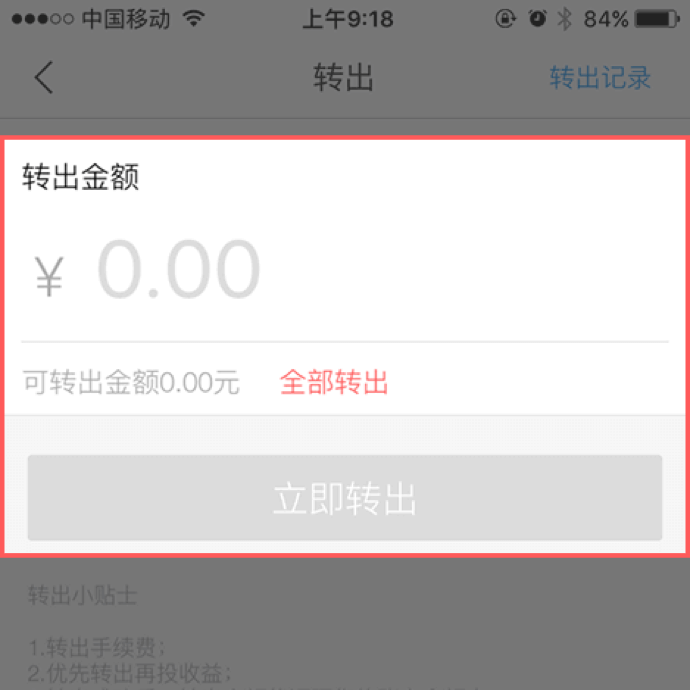 中国移动 上午9:18 84%
转出 转出记录
转出金额
¥ 0.00
可转出金额0.00元 全部转出
立即转出
转出小贴士
1.转出手续费；
2.优先转出再投收益；